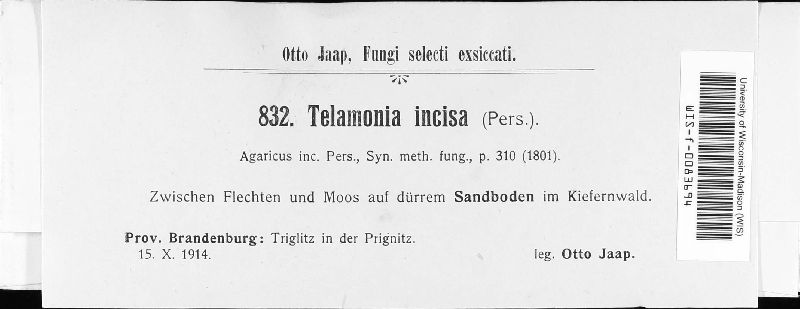 Otto Jaap, Fungi selecti exsiccati.
832. Telamonia incisa (Pers.).
Agaricus inc. Pers., Syn. meth. fung., p. 310 (1801).
Zwischen Flechten und Moos auf dürrem Sandboden im Kiefernwald.
Prov. Brandenburg: Triglitz in der Prignitz.
15. X. 1914.
leg. Otto Jaap.
University of Wisconsin-Madison (WIS)
WIS-f-0083994